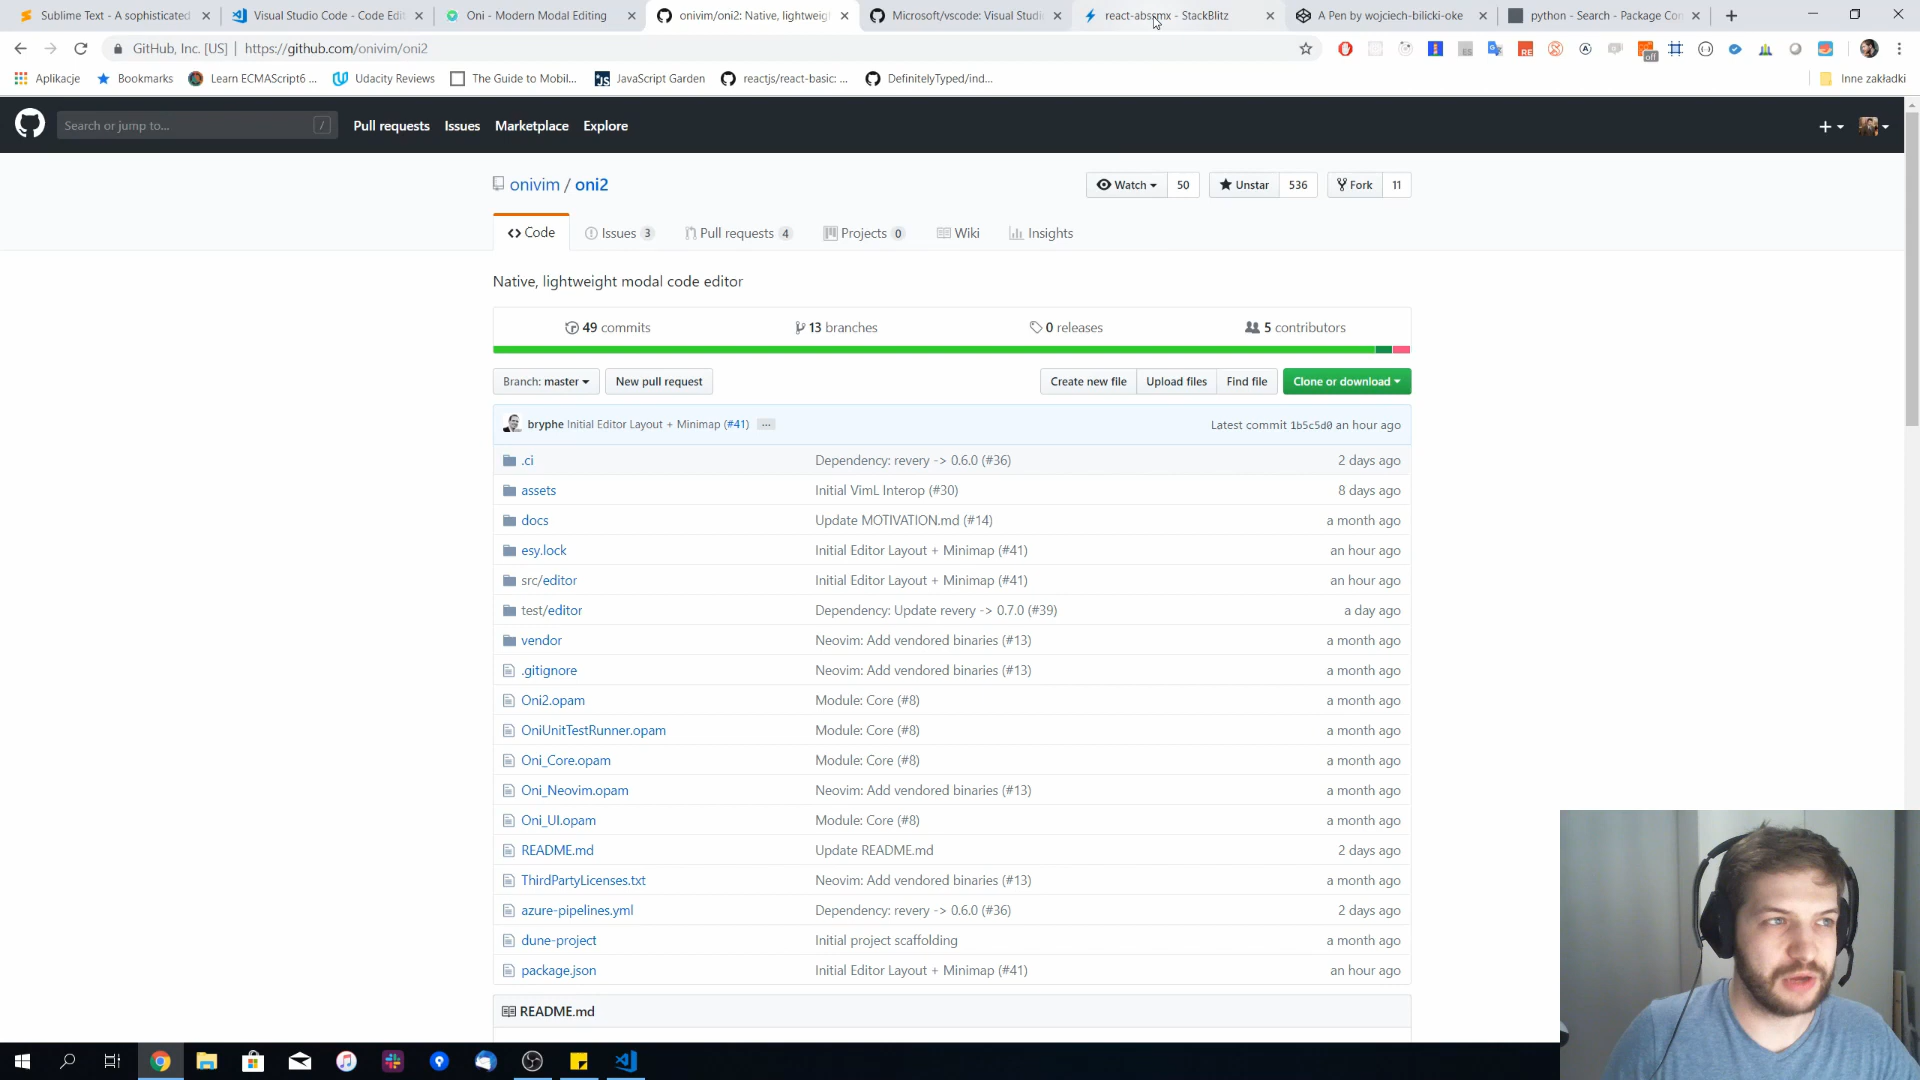 Sublime Text - A sophisticated
Visual Studio Code - Code Edit
Oni - Modern Modal Editing
onivim/oni2: Native, lightweigh
Microsoft/vscode: Visual Studio
react-absqmx - StackBlitz
A Pen by wojciech-bilicki-oke
python - Search - Package Con
GitHub, Inc. [US] | https://github.com/onivim/oni2
off
Aplikacje
Bookmarks
Learn ECMAScript6 ...
Udacity Reviews
The Guide to Mobil...
JavaScript Garden
reactjs/react-basic: ...
DefinitelyTyped/ind...
Inne zakładki
Search or jump to...
/
Pull requests
Issues
Marketplace
Explore
onivim / oni2
Watch 50
Unstar 536
Fork 11
Code
Issues 3
Pull requests 4
Projects 0
Wiki
Insights
Native, lightweight modal code editor
49 commits
13 branches
0 releases
5 contributors
Branch: master
New pull request
Create new file
Upload files
Find file
Clone or download
bryphe Initial Editor Layout + Minimap (#41) ...
Latest commit 1b5c5d0 an hour ago
.ci Dependency: revery -> 0.6.0 (#36) 2 days ago
assets Initial VimL Interop (#30) 8 days ago
docs Update MOTIVATION.md (#14) a month ago
esy.lock Initial Editor Layout + Minimap (#41) an hour ago
src/editor Initial Editor Layout + Minimap (#41) an hour ago
test/editor Dependency: Update revery -> 0.7.0 (#39) a day ago
vendor Neovim: Add vendored binaries (#13) a month ago
.gitignore Neovim: Add vendored binaries (#13) a month ago
Oni2.opam Module: Core (#8) a month ago
OniUnitTestRunner.opam Module: Core (#8) a month ago
Oni_Core.opam Module: Core (#8) a month ago
Oni_Neovim.opam Neovim: Add vendored binaries (#13) a month ago
Oni_UI.opam Module: Core (#8) a month ago
README.md Update README.md 2 days ago
ThirdPartyLicenses.txt Neovim: Add vendored binaries (#13) a month ago
azure-pipelines.yml Dependency: revery -> 0.6.0 (#36) 2 days ago
dune-project Initial project scaffolding a month ago
package.json Initial Editor Layout + Minimap (#41) an hour ago
README.md